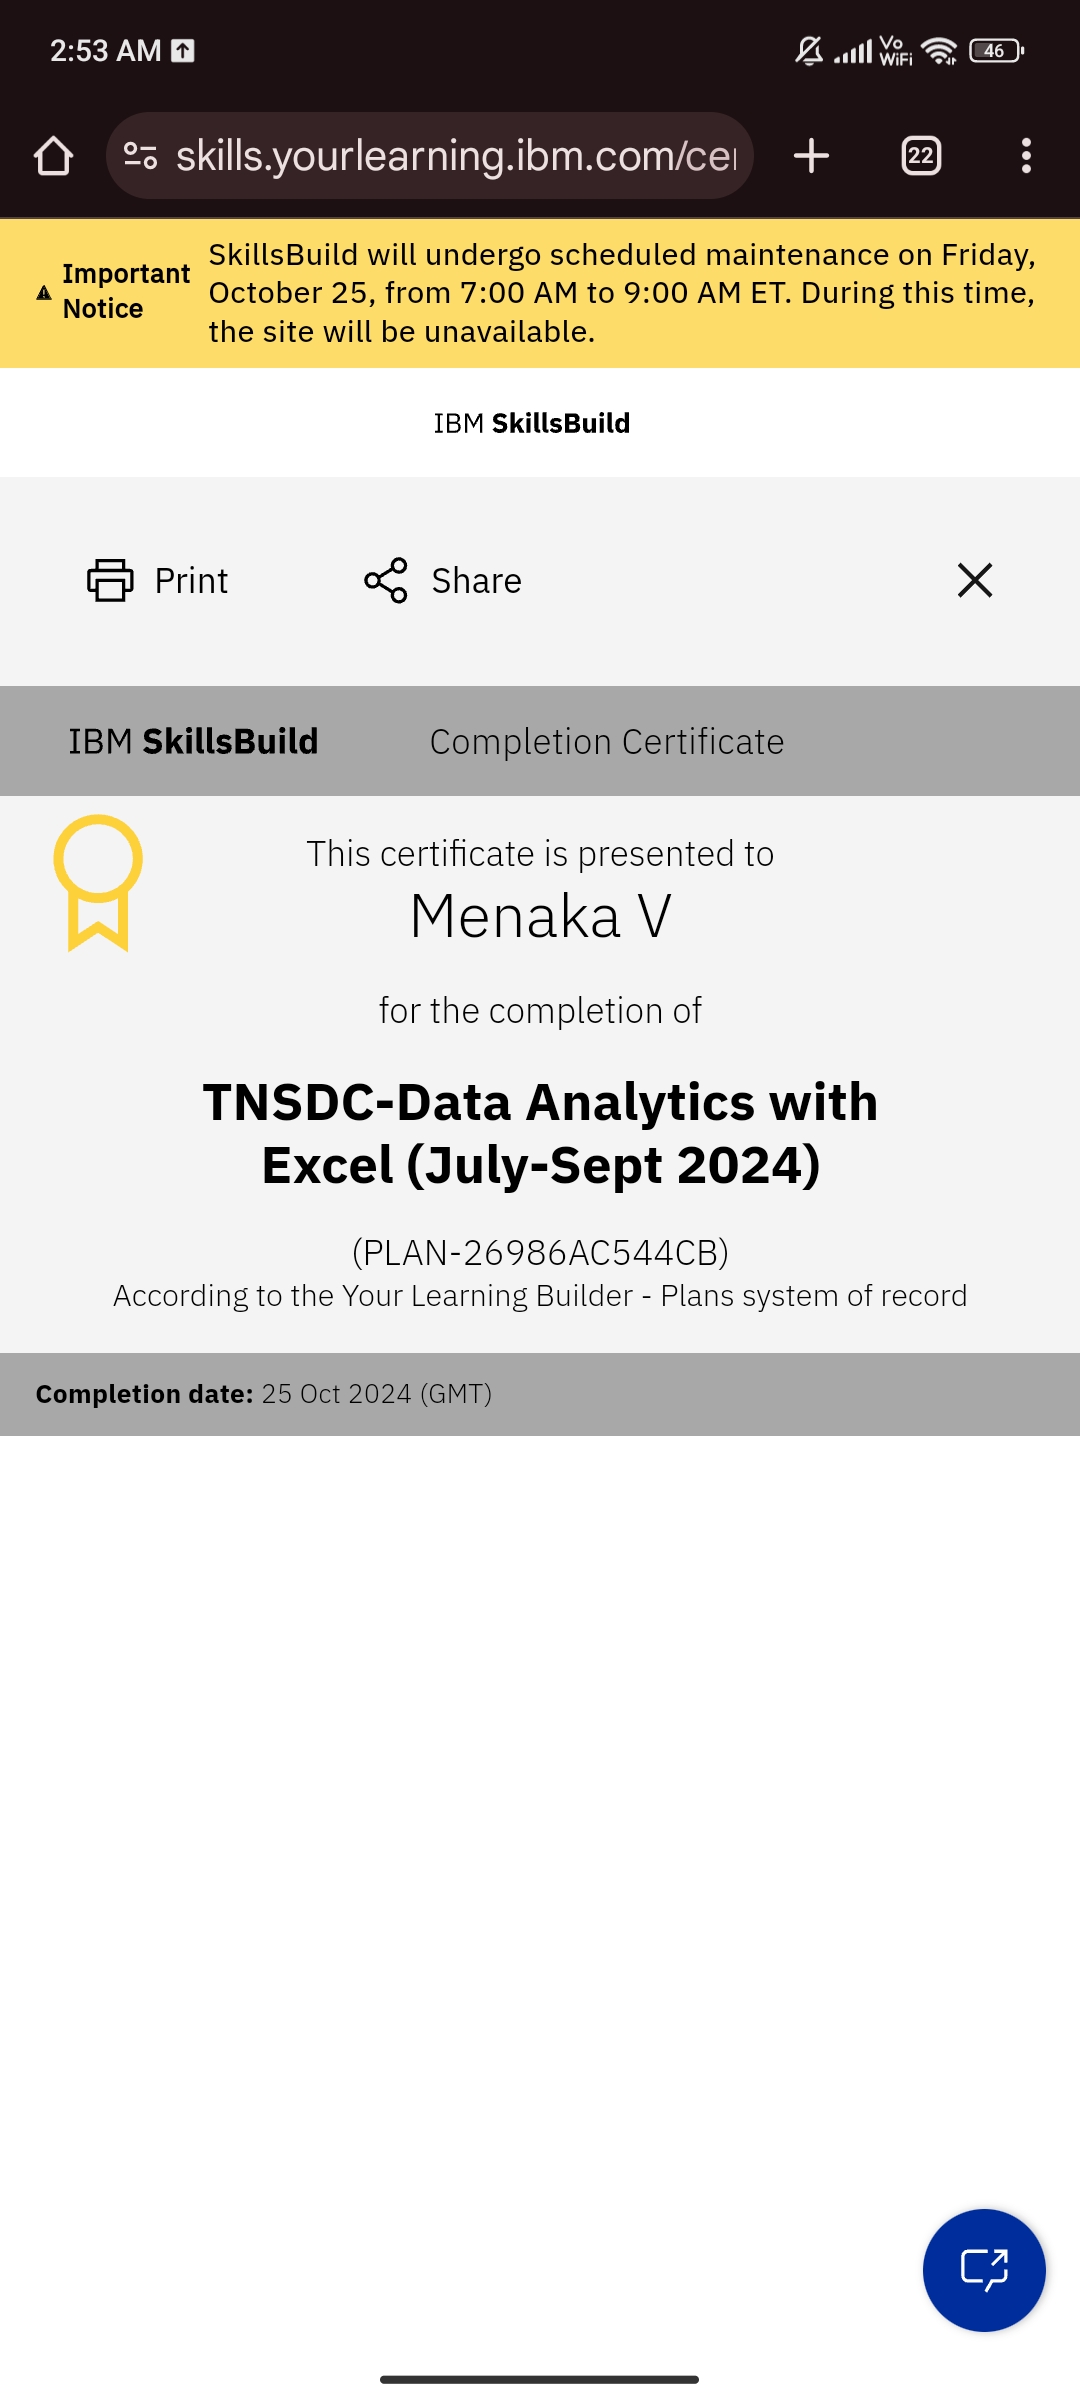 2:53 AM
Vo
WiFi
46
skills.yourlearning.ibm.com/cer
22
Important
Notice
SkillsBuild will undergo scheduled maintenance on Friday,
October 25, from 7:00 AM to 9:00 AM ET. During this time,
the site will be unavailable.
IBM SkillsBuild
Print
Share
IBM SkillsBuild
Completion Certificate
This certificate is presented to
Menaka V
for the completion of
TNSDC-Data Analytics with
Excel (July-Sept 2024)
(PLAN-26986AC544CB)
According to the Your Learning Builder - Plans system of record
Completion date: 25 Oct 2024 (GMT)